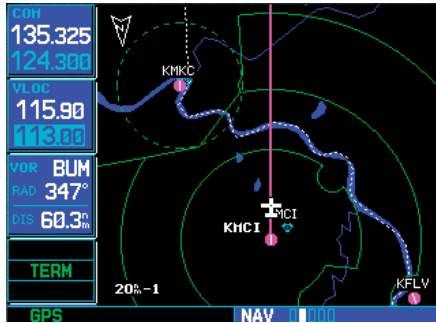 COM
135.325
124.300
VLOC
115.90
113.00
VOR BUM
RAD 347°
DIS 60.3nm
TERM
GPS
N
KMKC
MCI
KMCI
KFLV
20nm-1
NAV